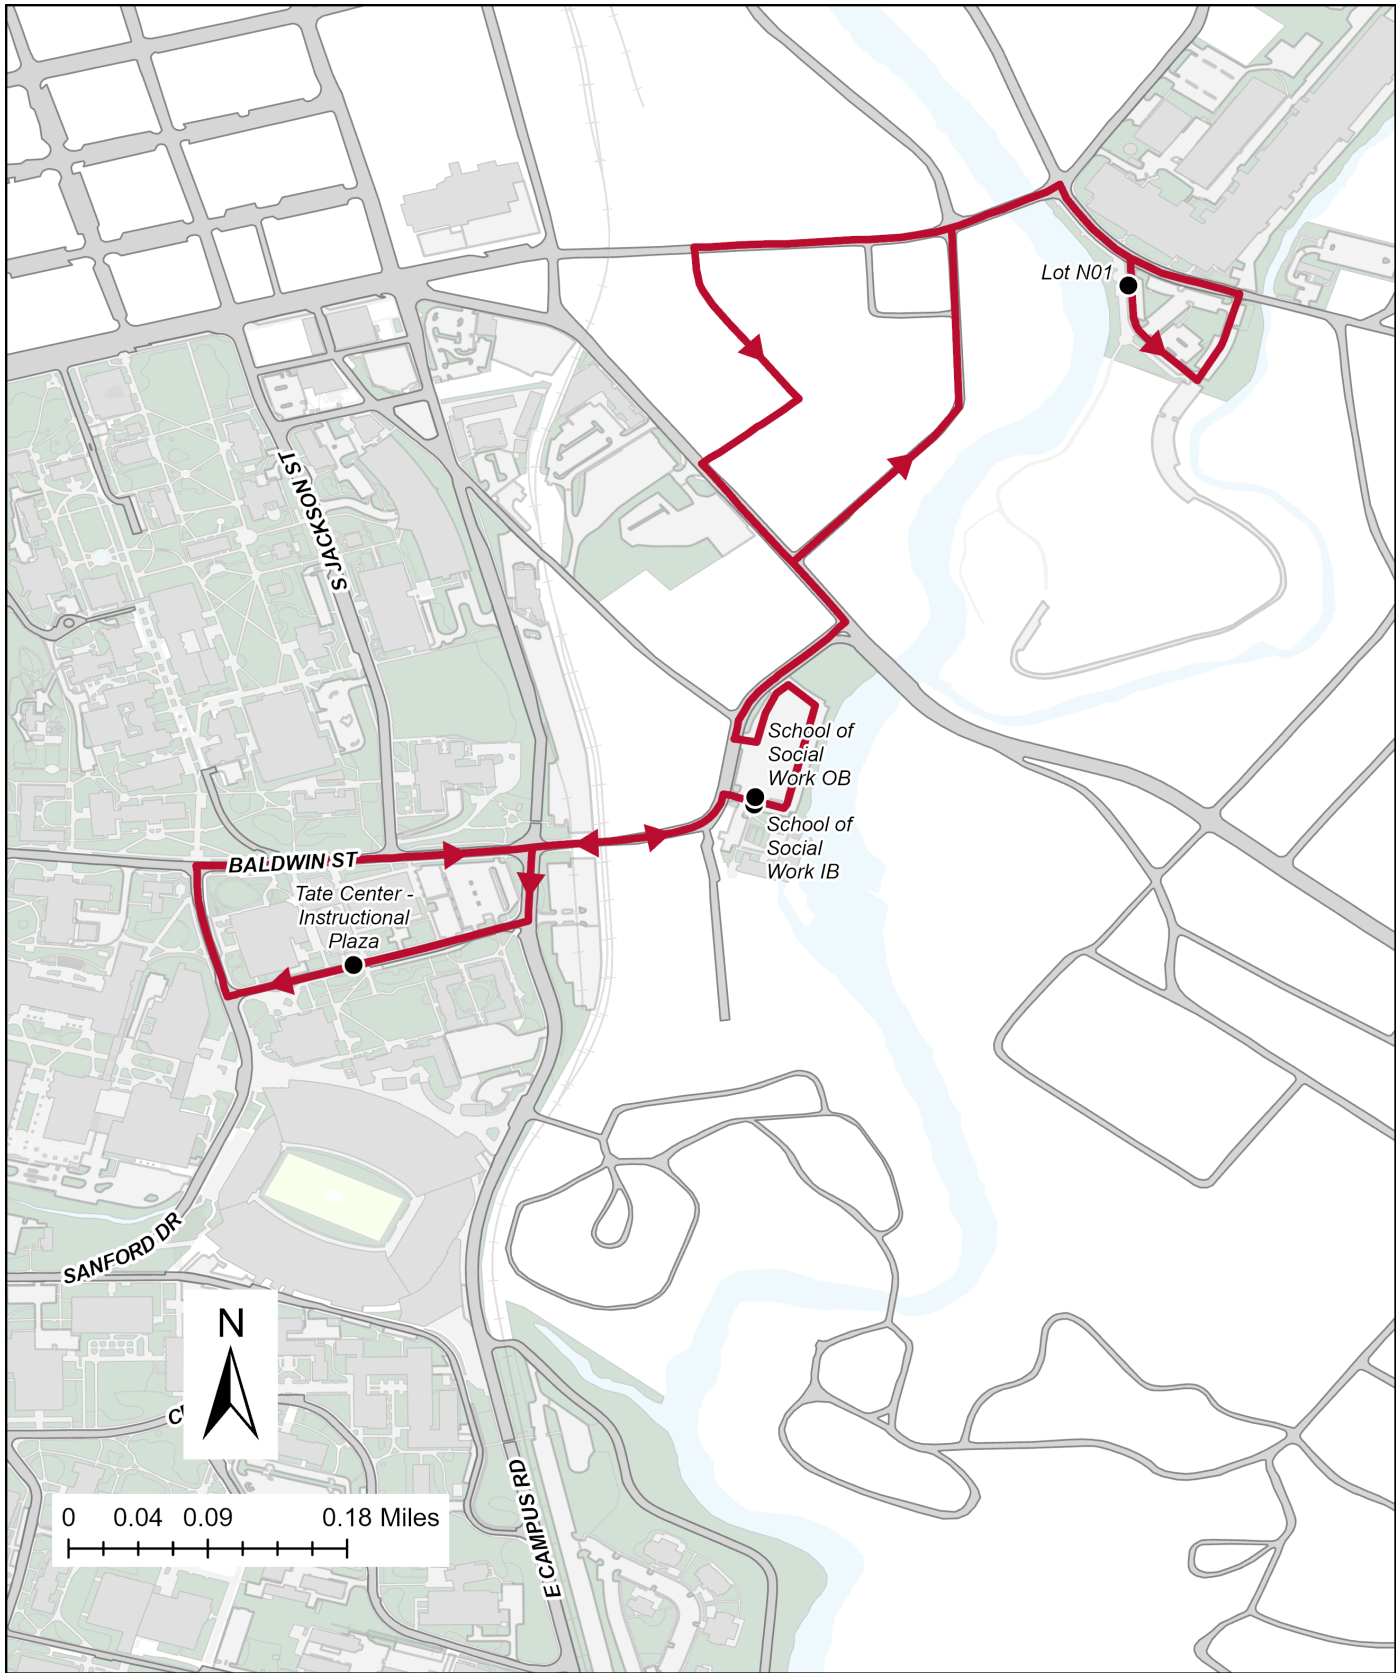 Lot N01
S JACKSON ST
School of
Social
Work OB
School of
Social
Work IB
BALDWIN ST
Tate Center -
Instructional
Plaza
SANFORD DR
N
E CAMPUS RD
0 0.04 0.09 0.18 Miles